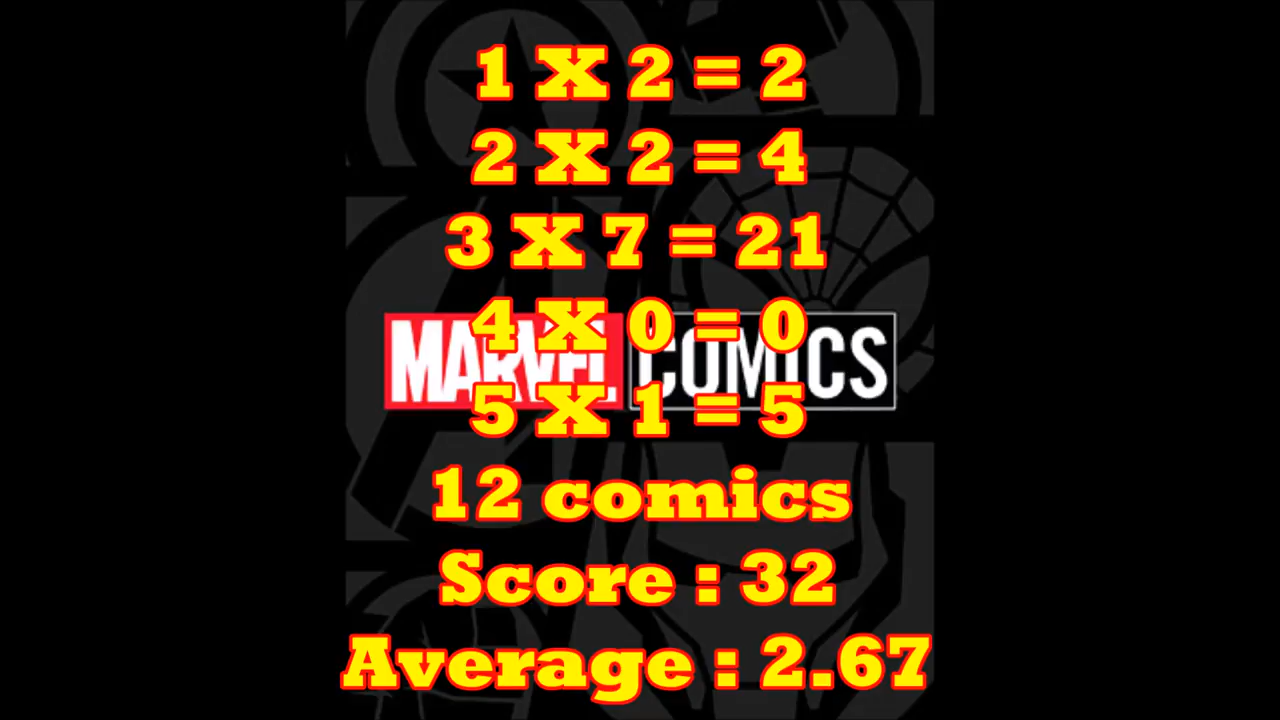 1 X 2 = 2
2 X 2 = 4
3 X 7 = 21
4 X 0 = 0
MARVEL COMICS
5 X 1 = 5
12 comics
Score : 32
Average : 2.67